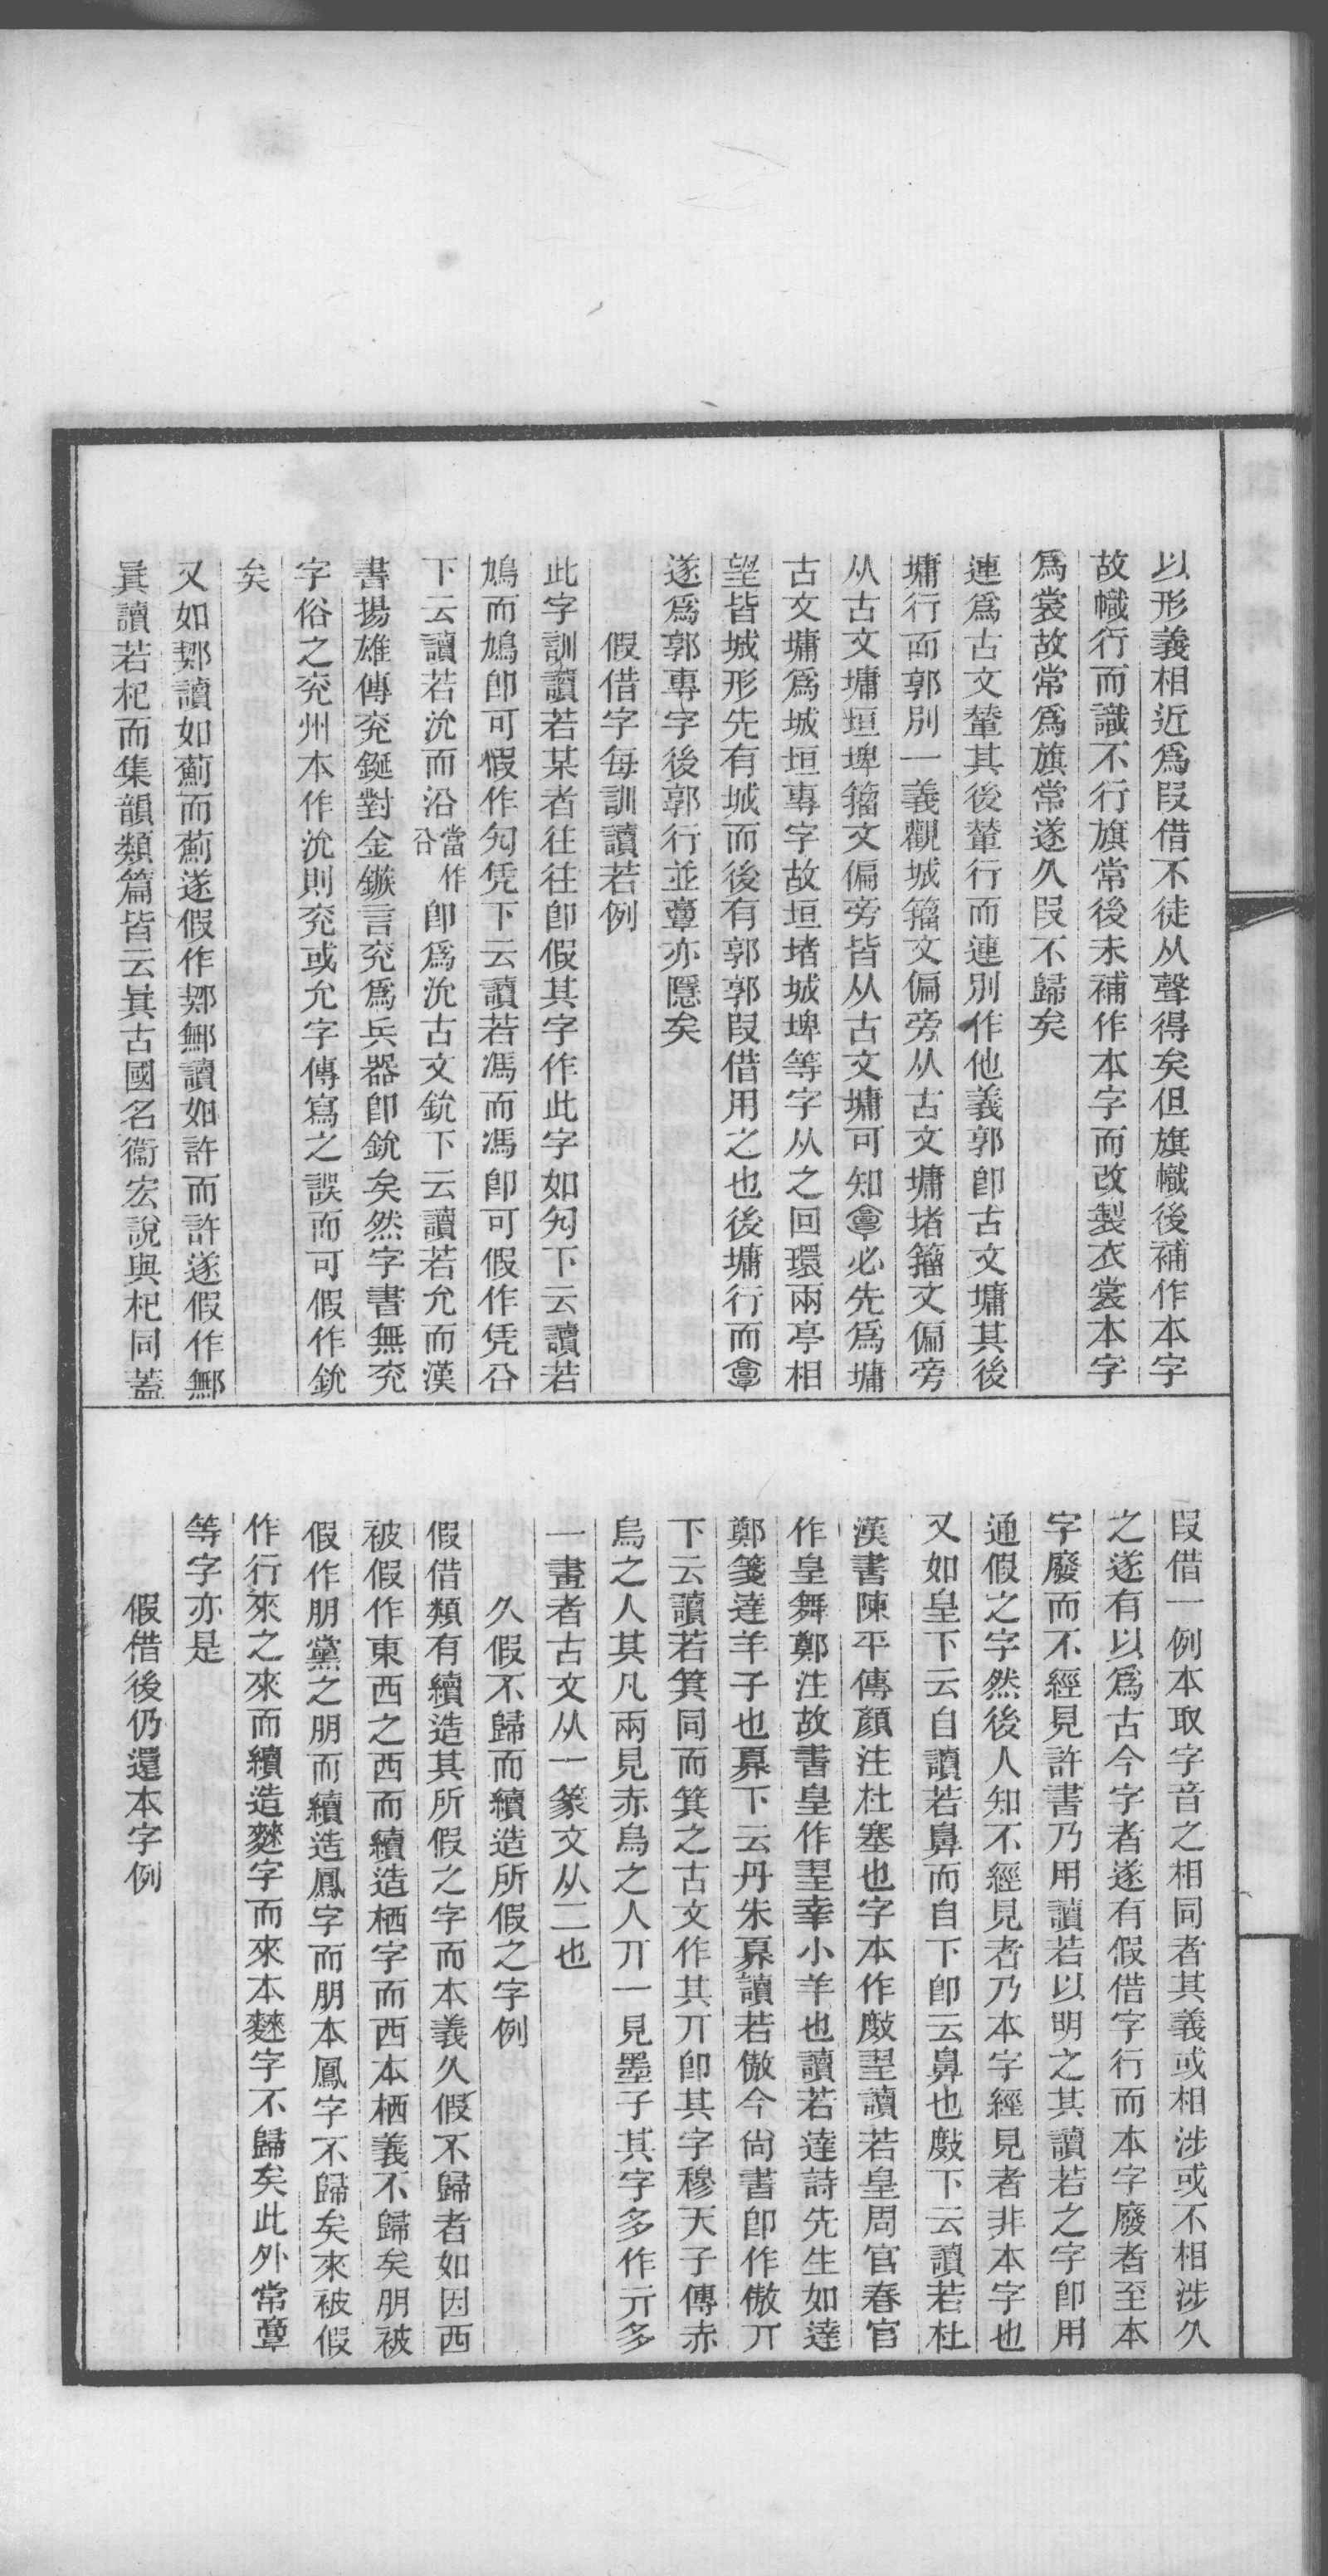 以形義相近爲叚借不徒从聲得矣但旗幟後補作本字
故幟行而識不行旗常後未補作本字而改製衣裳本字
爲裳故常爲旗常遂久叚不歸矣
連爲古文輦其後輦行而連別作他義郭卽古文墉其後
墉行而郭別一義觀城籒文偏旁从古文墉堵籒文偏旁
从古文墉垣埤籒文偏旁皆从古文墉可知𩫖必先爲墉
古文墉爲城垣專字故垣堵城埤等字从之回環兩亭相
望皆城形先有城而後有郭郭叚借用之也後墉行而𩫖
遂爲郭專字後郭行並𩫏亦隱矣
假借字每訓讀若例
此字訓讀若某者往往卽假其字作此字如勼下云讀若
鳩而鳩卽可假作勼凭下云讀若馮而馮卽可假作凭㕣
下云讀若沇而沿當作㕣卽爲沇古文銃下云讀若允而漢
書揚雄傳兖鋋對金鏃言兖爲兵器卽銃矣然字書無兖
字俗之兖州本作沇則兖或允字傳寫之誤而可假作銃
矣
又如鄈讀如薊而薊遂假作鄈鄦讀如許而許遂假作鄦
㠱讀若杞而集韻類篇皆云㠱古國名衞宏說與杞同蓋
叚借一例本取字音之相同者其義或相涉或不相涉久
之遂有以爲古今字者遂有假借字行而本字廢者至本
字廢而不經見許書乃用讀若以明之其讀若之字卽用
通假之字然後人知不經見者乃本字經見者非本字也
又如皇下云自讀若鼻而自下卽云鼻也㪇下云讀若杜
漢書陳平傳顏注杜塞也字本作㪇翌讀若皇周官春官
作皇舞鄭注故書皇作翌羍小羊也讀若達詩先生如達
鄭箋達羊子也奡下云丹朱奡讀若傲今尙書卽作傲丌
下云讀若箕同而箕之古文作其丌卽其字穆天子傳赤
烏之人其凡兩見赤烏之人丌一見墨子其字多作亓多
一畫者古文从一篆文从二也
久假不歸而續造所假之字例
假借類有續造其所假之字而本義久假不歸者如因西
被假作東西之西而續造栖字而西本栖義不歸矣朋被
假作朋黨之朋而續造鳳字而朋本鳳字不歸矣來被假
作行來之來而續造𪎌字而來本𪎌字不歸矣此外常𩫏
等字亦是
假借後仍還本字例